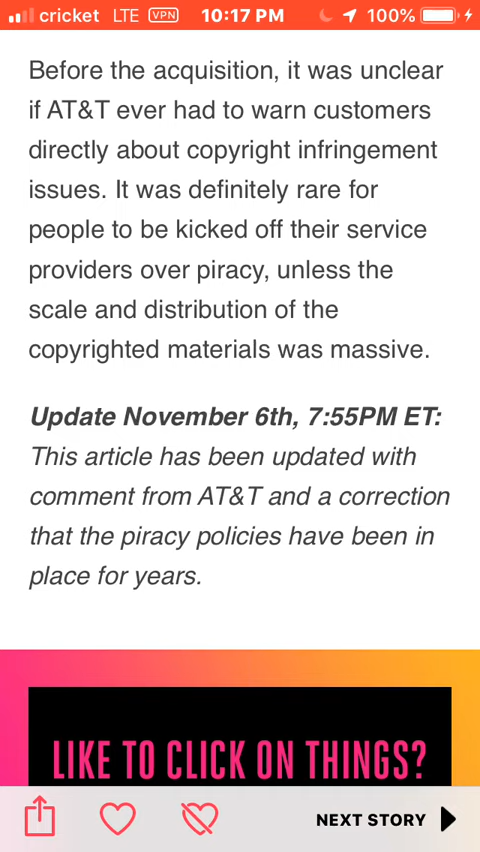 cricket LTE VPN 10:17 PM 100%
Before the acquisition, it was unclear
if AT&T ever had to warn customers
directly about copyright infringement
issues. It was definitely rare for
people to be kicked off their service
providers over piracy, unless the
scale and distribution of the
copyrighted materials was massive.
Update November 6th, 7:55PM ET:
This article has been updated with
comment from AT&T and a correction
that the piracy policies have been in
place for years.
LIKE TO CLICK ON THINGS?
NEXT STORY